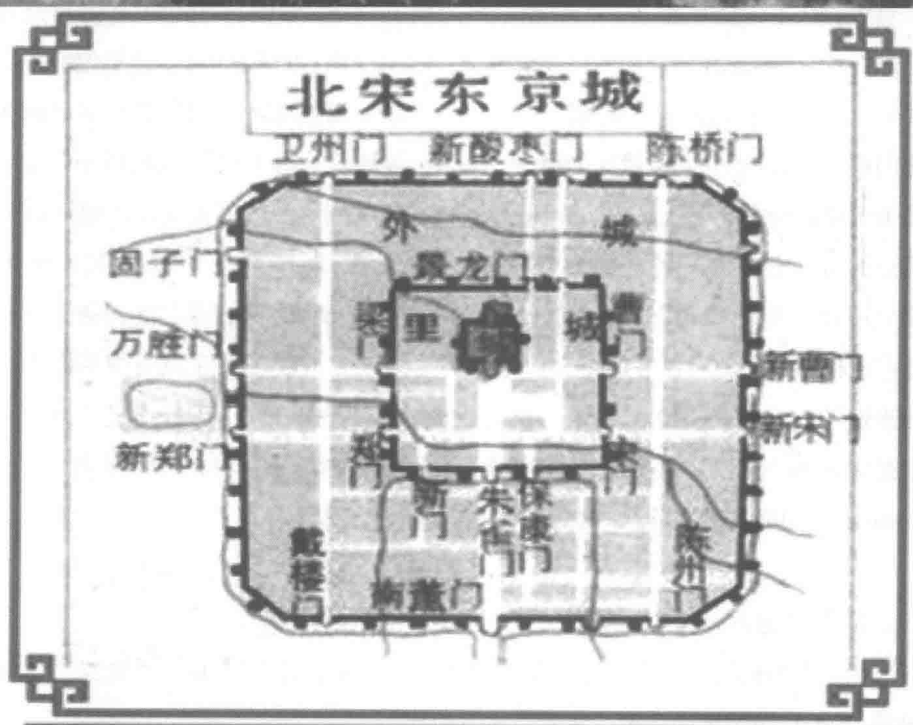 北宋东京城
卫州门 新酸枣门 陈桥门
外城
固子门
景龙门
梁门
里城
曹门
万胜门
新曹门
新宋门
新郑门
郑门
宋门
新门
朱雀门
保康门
戴楼门
南薰门
陈州门